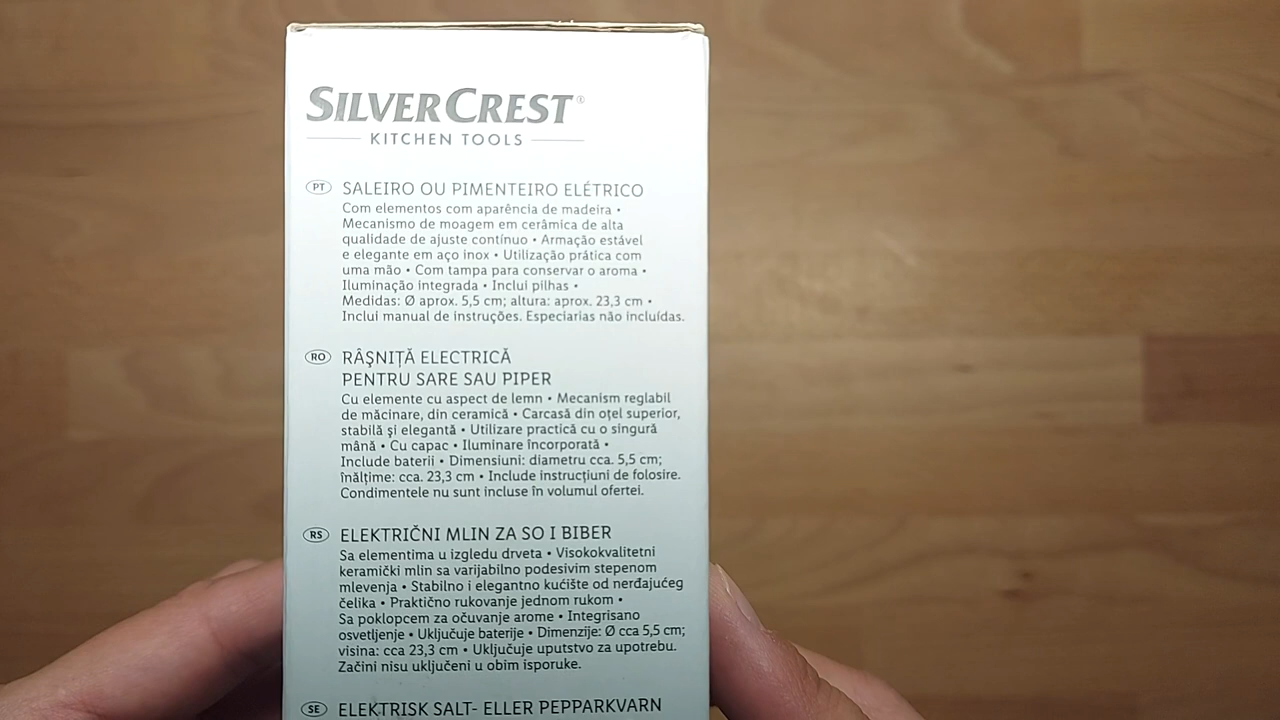 SILVERCREST®
KITCHEN TOOLS
PT SALEIRO OU PIMENTEIRO ELÉTRICO
Com elementos com aparência de madeira •
Mecanismo de moagem em cerâmica de alta
qualidade de ajuste contínuo • Armação estável
e elegante em aço inox • Utilização prática com
uma mão • Com tampa para conservar o aroma •
Iluminação integrada • Inclui pilhas •
Medidas: Ø aprox. 5,5 cm; altura: aprox. 23,3 cm •
Inclui manual de instruções. Especiarias não incluídas.
RO RÂŞNIȚĂ ELECTRICĂ
PENTRU SARE SAU PIPER
Cu elemente cu aspect de lemn • Mecanism reglabil
de măcinare, din ceramică • Carcasă din oțel superior,
stabilă şi elegantă • Utilizare practică cu o singură
mână • Cu capac • Iluminare încorporată •
Include baterii • Dimensiuni: diametru cca. 5,5 cm;
înălțime: cca. 23,3 cm • Include instrucțiuni de folosire.
Condimentele nu sunt incluse în volumul ofertei.
RS ELEKTRIČNI MLIN ZA SO I BIBER
Sa elementima u izgledu drveta • Visokokvalitetni
keramički mlin sa varijabilno podesivim stepenom
mlevenja • Stabilno i elegantno kućište od nerđajućeg
čelika • Praktično rukovanje jednom rukom •
Sa poklopcem za očuvanje arome • Integrisano
osvetljenje • Uključuje baterije • Dimenzije: Ø cca 5,5 cm;
visina: cca 23,3 cm • Uključuje uputstvo za upotrebu.
Začini nisu uključeni u obim isporuke.
SE ELEKTRISK SALT- ELLER PEPPARKVARN